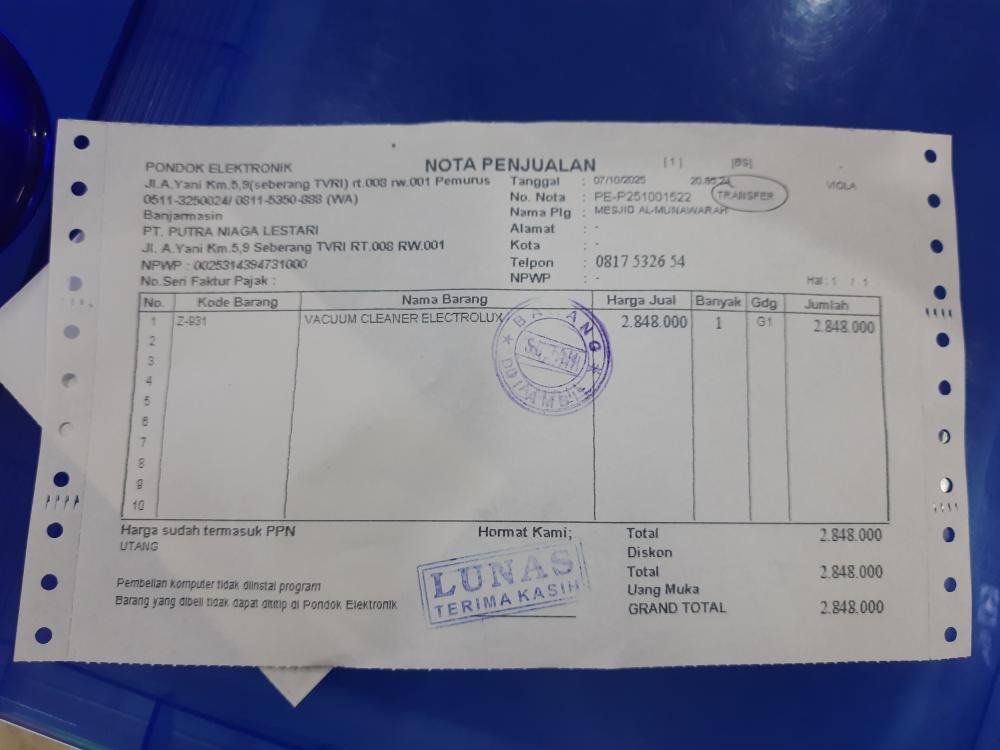 PONDOK ELEKTRONIK
NOTA PENJUALAN
[1]
[BS]
Jl.A.Yani Km.5,9(seberang TVRI) rt.008 rw.001 Pemurus
0511-3250024/ 0811-5350-888 (WA)
Banjarmasin
PT. PUTRA NIAGA LESTARI
Jl. A.Yani Km.5,9 Seberang TVRI RT.008 RW.001
NPWP : 0025314394731000
No.Seri Faktur Pajak :
Tanggal : 07/10/2025
VIOLA
No. Nota : PE-P251001522 TRANSFER
Nama Plg : MESJID AL-MUNAWARAH
Alamat : -
Kota : -
Telpon : 0817 5326 54
NPWP : -
Hal : 1 / 1
No. Kode Barang Nama Barang Harga Jual Banyak Gdg Jumlah
1 Z-931 VACUUM CLEANER ELECTROLUX 2.848.000 1 G1 2.848.000
2
3
4
5
6
7
8
9
10
BARANG
DIAMBIL
Harga sudah termasuk PPN
UTANG
Pembelian komputer tidak diinstal program
Barang yang dibeli tidak dapat dititip di Pondok Elektronik
Hormat Kami;
LUNAS
TERIMA KASIH
Total 2.848.000
Diskon
Total 2.848.000
Uang Muka
GRAND TOTAL 2.848.000